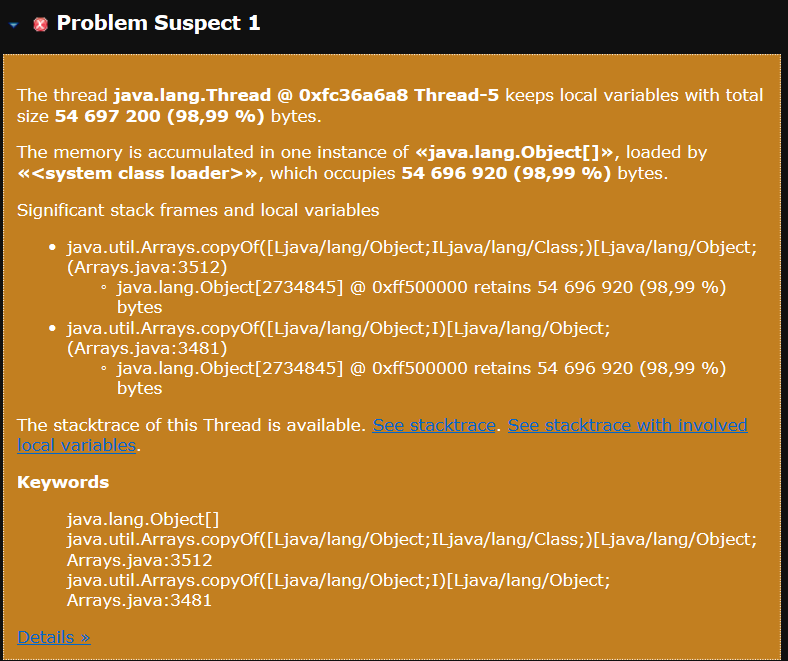 Problem Suspect 1
The thread java.lang.Thread @ 0xfc36a6a8 Thread-5 keeps local variables with total
size 54 697 200 (98,99 %) bytes.
The memory is accumulated in one instance of «java.lang.Object[]», loaded by
«<system class loader>», which occupies 54 696 920 (98,99 %) bytes.
Significant stack frames and local variables
• java.util.Arrays.copyOf([Ljava/lang/Object;ILjava/lang/Class;)[Ljava/lang/Object;
(Arrays.java:3512)
◦ java.lang.Object[2734845] @ 0xff500000 retains 54 696 920 (98,99 %)
bytes
• java.util.Arrays.copyOf([Ljava/lang/Object;I)[Ljava/lang/Object;
(Arrays.java:3481)
◦ java.lang.Object[2734845] @ 0xff500000 retains 54 696 920 (98,99 %)
bytes
The stacktrace of this Thread is available. See stacktrace. See stacktrace with involved
local variables.
Keywords
java.lang.Object[]
java.util.Arrays.copyOf([Ljava/lang/Object;ILjava/lang/Class;)[Ljava/lang/Object;
Arrays.java:3512
java.util.Arrays.copyOf([Ljava/lang/Object;I)[Ljava/lang/Object;
Arrays.java:3481
Details »